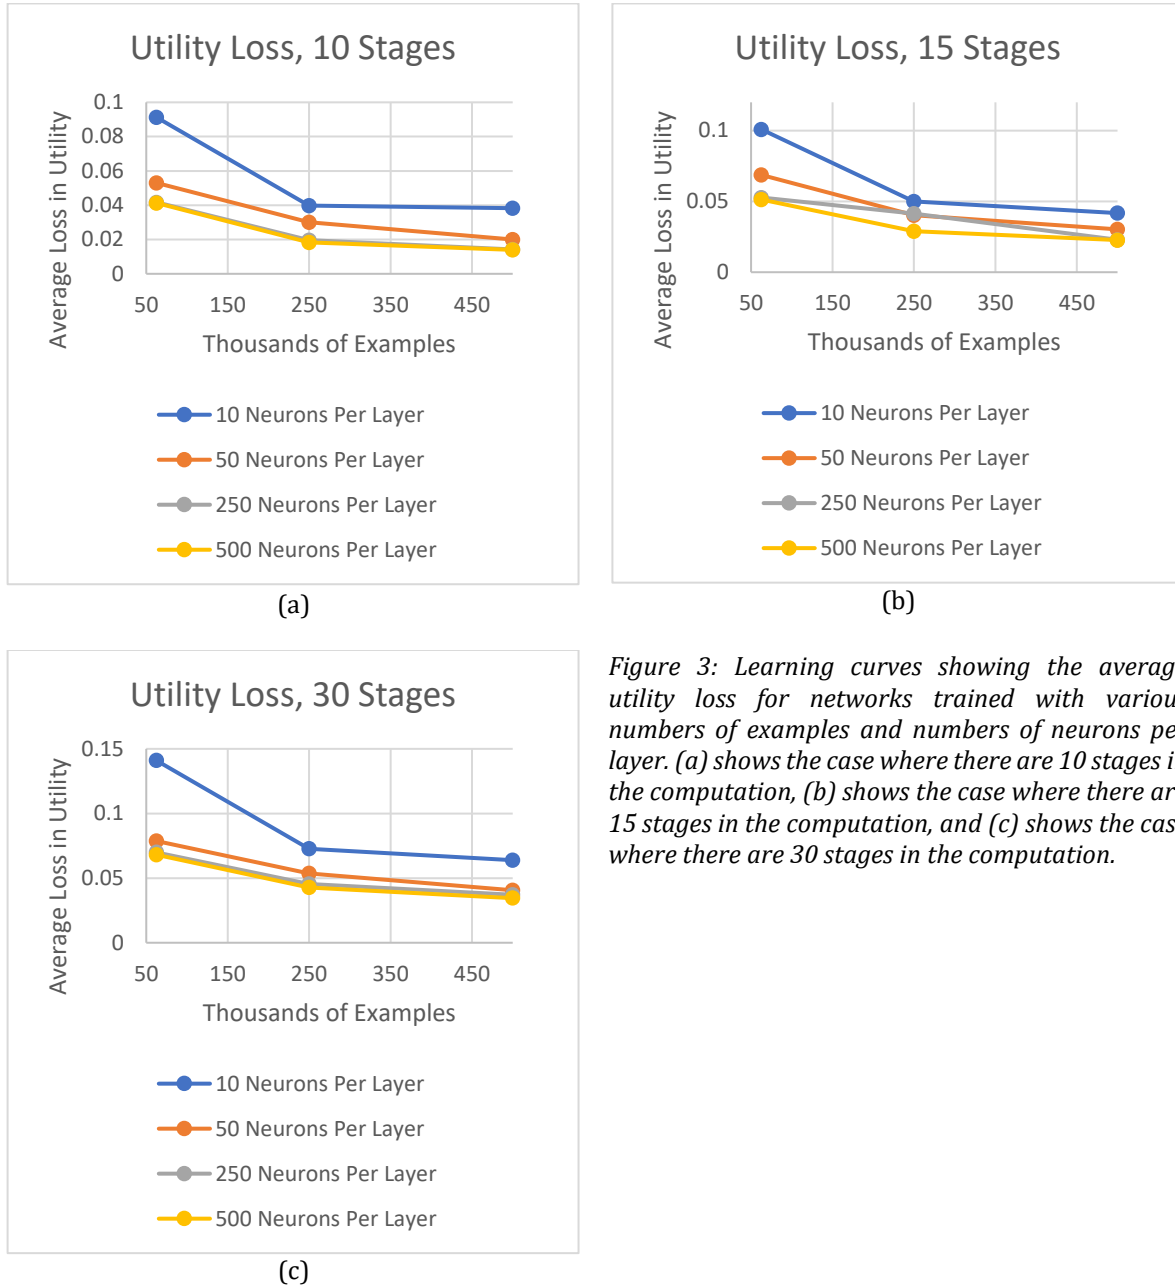 Utility Loss, 10 Stages
Average Loss in Utility
0.1
0.08
0.06
0.04
0.02
0
50 150 250 350 450
Thousands of Examples
10 Neurons Per Layer
50 Neurons Per Layer
250 Neurons Per Layer
500 Neurons Per Layer
(a)
Utility Loss, 15 Stages
Average Loss in Utility
0.1
0.05
0
50 150 250 350 450
Thousands of Examples
10 Neurons Per Layer
50 Neurons Per Layer
250 Neurons Per Layer
500 Neurons Per Layer
(b)
Utility Loss, 30 Stages
Average Loss in Utility
0.15
0.1
0.05
0
50 150 250 350 450
Thousands of Examples
10 Neurons Per Layer
50 Neurons Per Layer
250 Neurons Per Layer
500 Neurons Per Layer
(c)
Figure 3: Learning curves showing the averag
utility loss for networks trained with variou
numbers of examples and numbers of neurons pe
layer. (a) shows the case where there are 10 stages i
the computation, (b) shows the case where there ar
15 stages in the computation, and (c) shows the cas
where there are 30 stages in the computation.